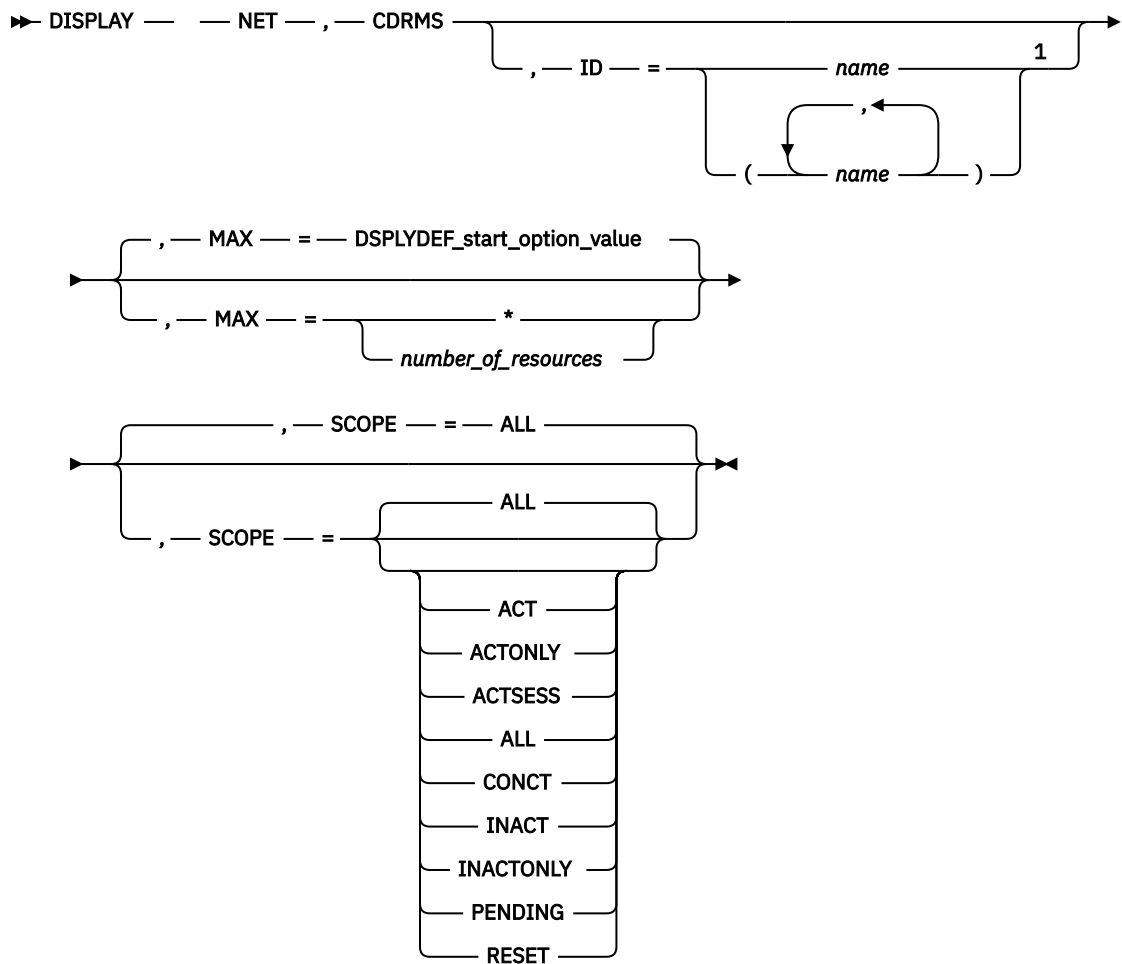 DISPLAY NET , CDRMS
, ID = name 1
,
( name )
, MAX = DSPLYDEF_start_option_value
, MAX = *
number_of_resources
, SCOPE = ALL
ALL
, SCOPE =
ACT
ACTONLY
ACTSESS
ALL
CONCT
INACT
INACTONLY
PENDING
RESET